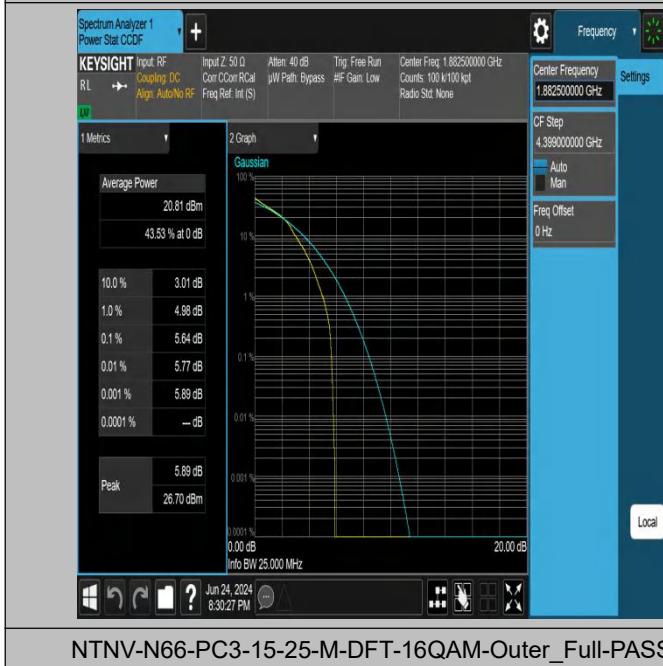 Spectrum Analyzer 1
Power Stat CCDF
+
Frequency
KEYSIGHT
RL
Input: RF
Coupling: DC
Align: Auto/No RF
Input Z: 50 Ω
Corr CCorr RCal
Freq Ref: Int (S)
Atten: 40 dB
µW Path: Bypass
Trig: Free Run
#IF Gain: Low
Center Freq: 1.882500000 GHz
Counts: 100 k/100 kpt
Radio Std: None
Center Frequency
1.882500000 GHz
Settings
CF Step
4.399000000 GHz
Auto
Man
Freq Offset
0 Hz
1 Metrics
Average Power
20.81 dBm
43.53 % at 0 dB
10.0 % 3.01 dB
1.0 % 4.98 dB
0.1 % 5.64 dB
0.01 % 5.77 dB
0.001 % 5.89 dB
0.0001 % --- dB
Peak
5.89 dB
26.70 dBm
2 Graph
Gaussian
100 %
10 %
1 %
0.1 %
0.01 %
0.001 %
0.0001 %
0.00 dB 20.00 dB
Info BW 25.000 MHz
Local
?
Jun 24, 2024
8:30:27 PM
NTNV-N66-PC3-15-25-M-DFT-16QAM-Outer_Full-PASS